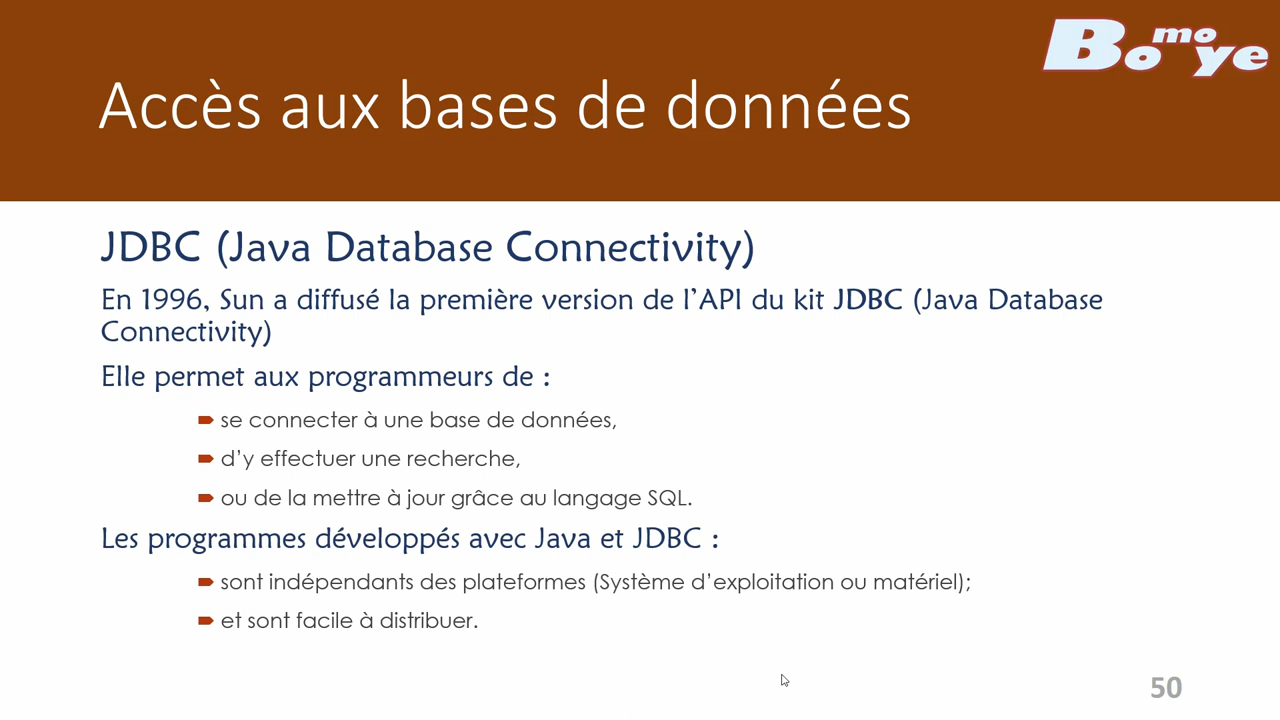 Bomoye
Accès aux bases de données
JDBC (Java Database Connectivity)
En 1996, Sun a diffusé la première version de l’API du kit JDBC (Java Database
Connectivity)
Elle permet aux programmeurs de :
se connecter à une base de données,
d’y effectuer une recherche,
ou de la mettre à jour grâce au langage SQL.
Les programmes développés avec Java et JDBC :
sont indépendants des plateformes (Système d’exploitation ou matériel);
et sont facile à distribuer.
50